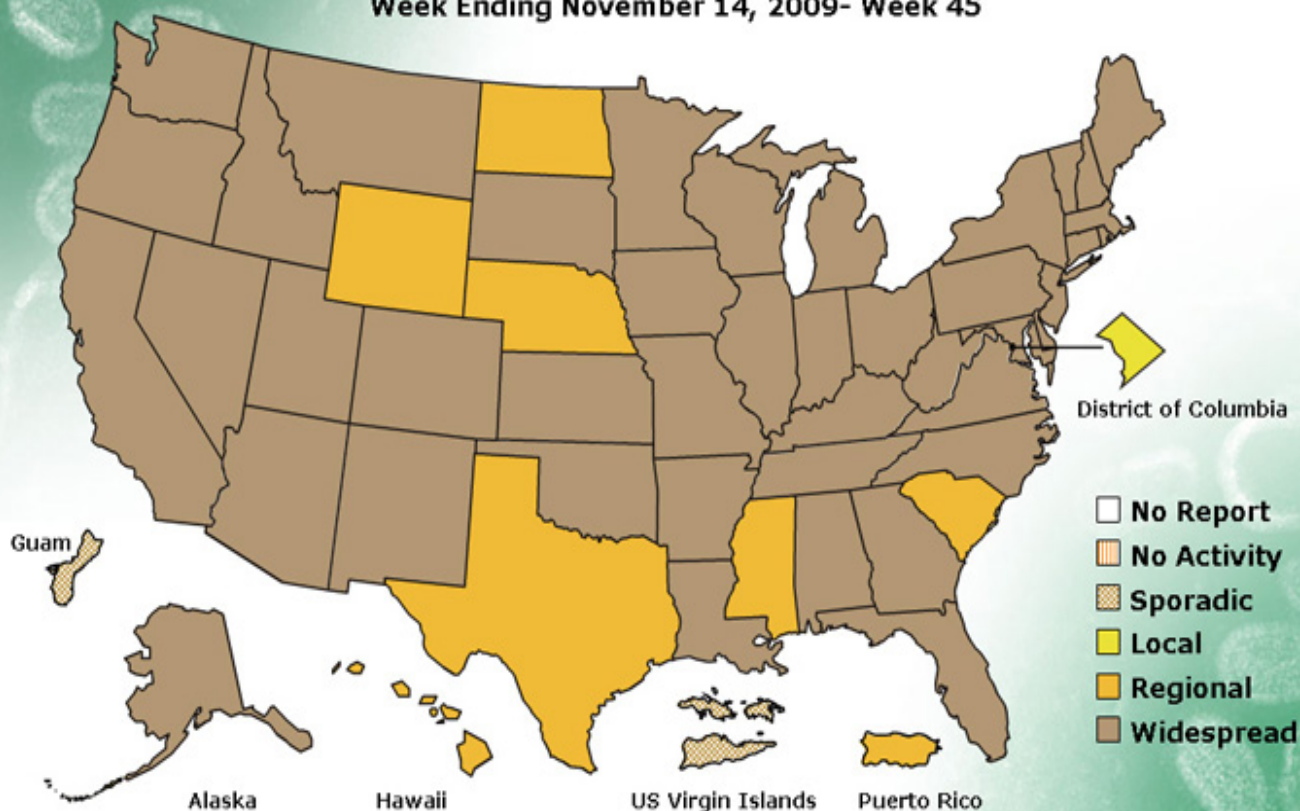 Week Ending November 14, 2009- Week 45
District of Columbia
No Report
Guam
No Activity
Sporadic
Local
Regional
Widespread
Alaska
Hawaii
US Virgin Islands
Puerto Rico